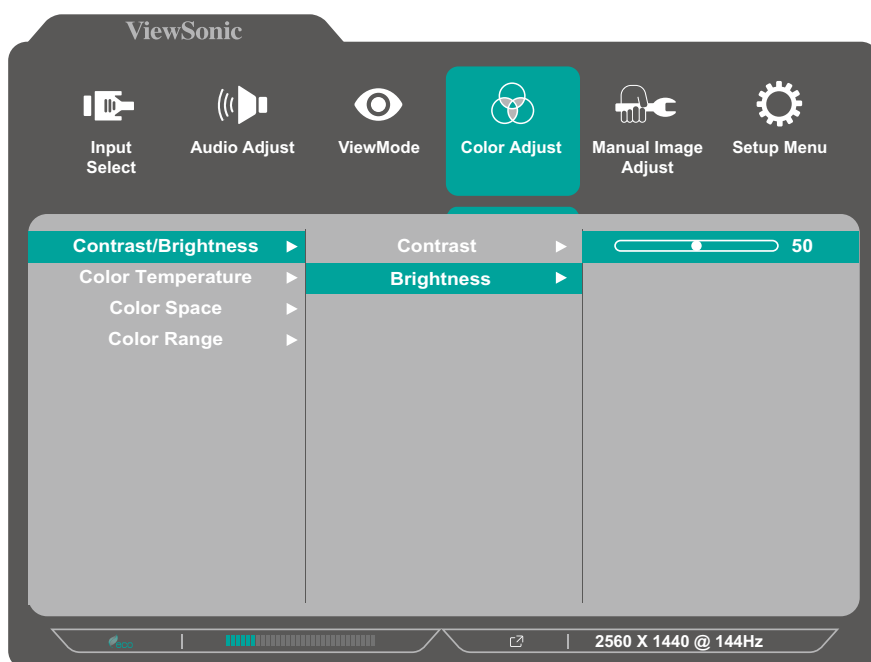 ViewSonic
Input
Select
Audio Adjust
ViewMode
Color Adjust
Manual Image
Adjust
Setup Menu
Contrast/Brightness
Contrast
50
Color Temperature
Brightness
Color Space
Color Range
eco
2560 X 1440 @ 144Hz